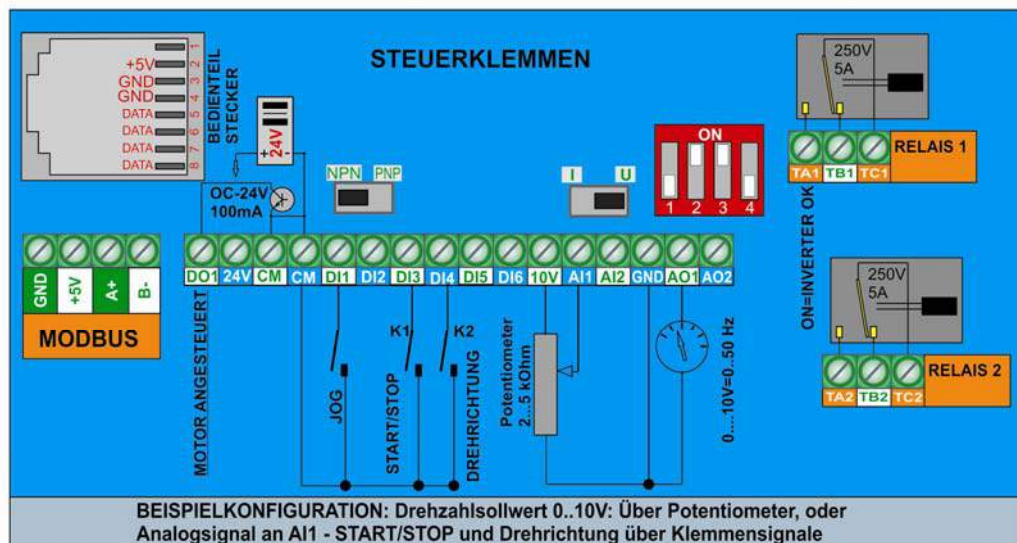 STEUERKLEMMEN
1
+5V 2
GND 3
GND 4
DATA 5
DATA 6
DATA 7
DATA 8
BEDIENTEIL
STECKER
24V
+ -
OC-24V
100mA
NPN PNP
I U
ON
1 2 3 4
250V
5A
RELAIS 1
TA1 TB1 TC1
ON=INVERTER OK
250V
5A
RELAIS 2
TA2 TB2 TC2
GND +5V A+ B-
MODBUS
DO1 24V CM CM DI1 DI2 DI3 DI4 DI5 DI6 10V AI1 AI2 GND AO1 AO2
MOTOR ANGESTEUERT
JOG
K1
START/STOP
K2
DREHRICHTUNG
Potentiometer
2...5 kOhm
0....10V=0..50 Hz
BEISPIELKONFIGURATION: Drehzahlsollwert 0..10V: Über Potentiometer, oder
Analogsignal an AI1 - START/STOP und Drehrichtung über Klemmensignale